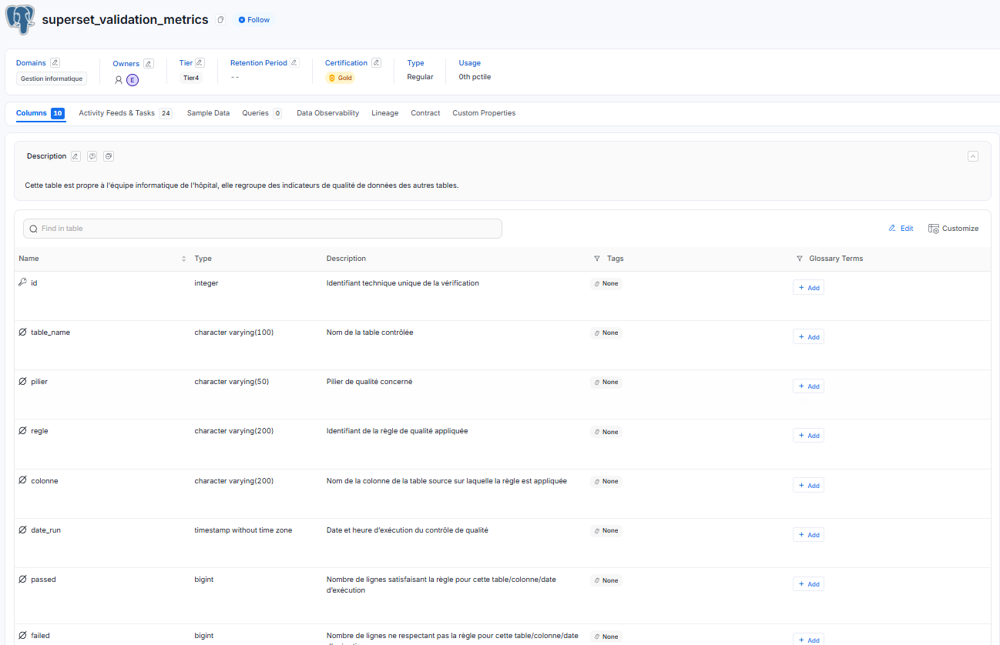 superset_validation_metrics Follow
Domains Owners Tier Retention Period Certification Type Usage
Gestion informatique E Tier4 -- Gold Regular 0th pctile
Columns 10 Activity Feeds & Tasks 24 Sample Data Queries 0 Data Observability Lineage Contract Custom Properties
Description
Cette table est propre à l'équipe informatique de l'hôpital, elle regroupe des indicateurs de qualité de données des autres tables.
Find in table Edit Customize
Name Type Description Tags Glossary Terms
id integer Identifiant technique unique de la vérification None + Add
table_name character varying(100) Nom de la table contrôlée None + Add
pilier character varying(50) Pilier de qualité concerné None + Add
regle character varying(200) Identifiant de la règle de qualité appliquée None + Add
colonne character varying(200) Nom de la colonne de la table source sur laquelle la règle est appliquée None + Add
date_run timestamp without time zone Date et heure d'exécution du contrôle de qualité None + Add
passed bigint Nombre de lignes satisfaisant la règle pour cette table/colonne/date None + Add
d'exécution
failed bigint Nombre de lignes ne respectant pas la règle pour cette table/colonne/date None + Add